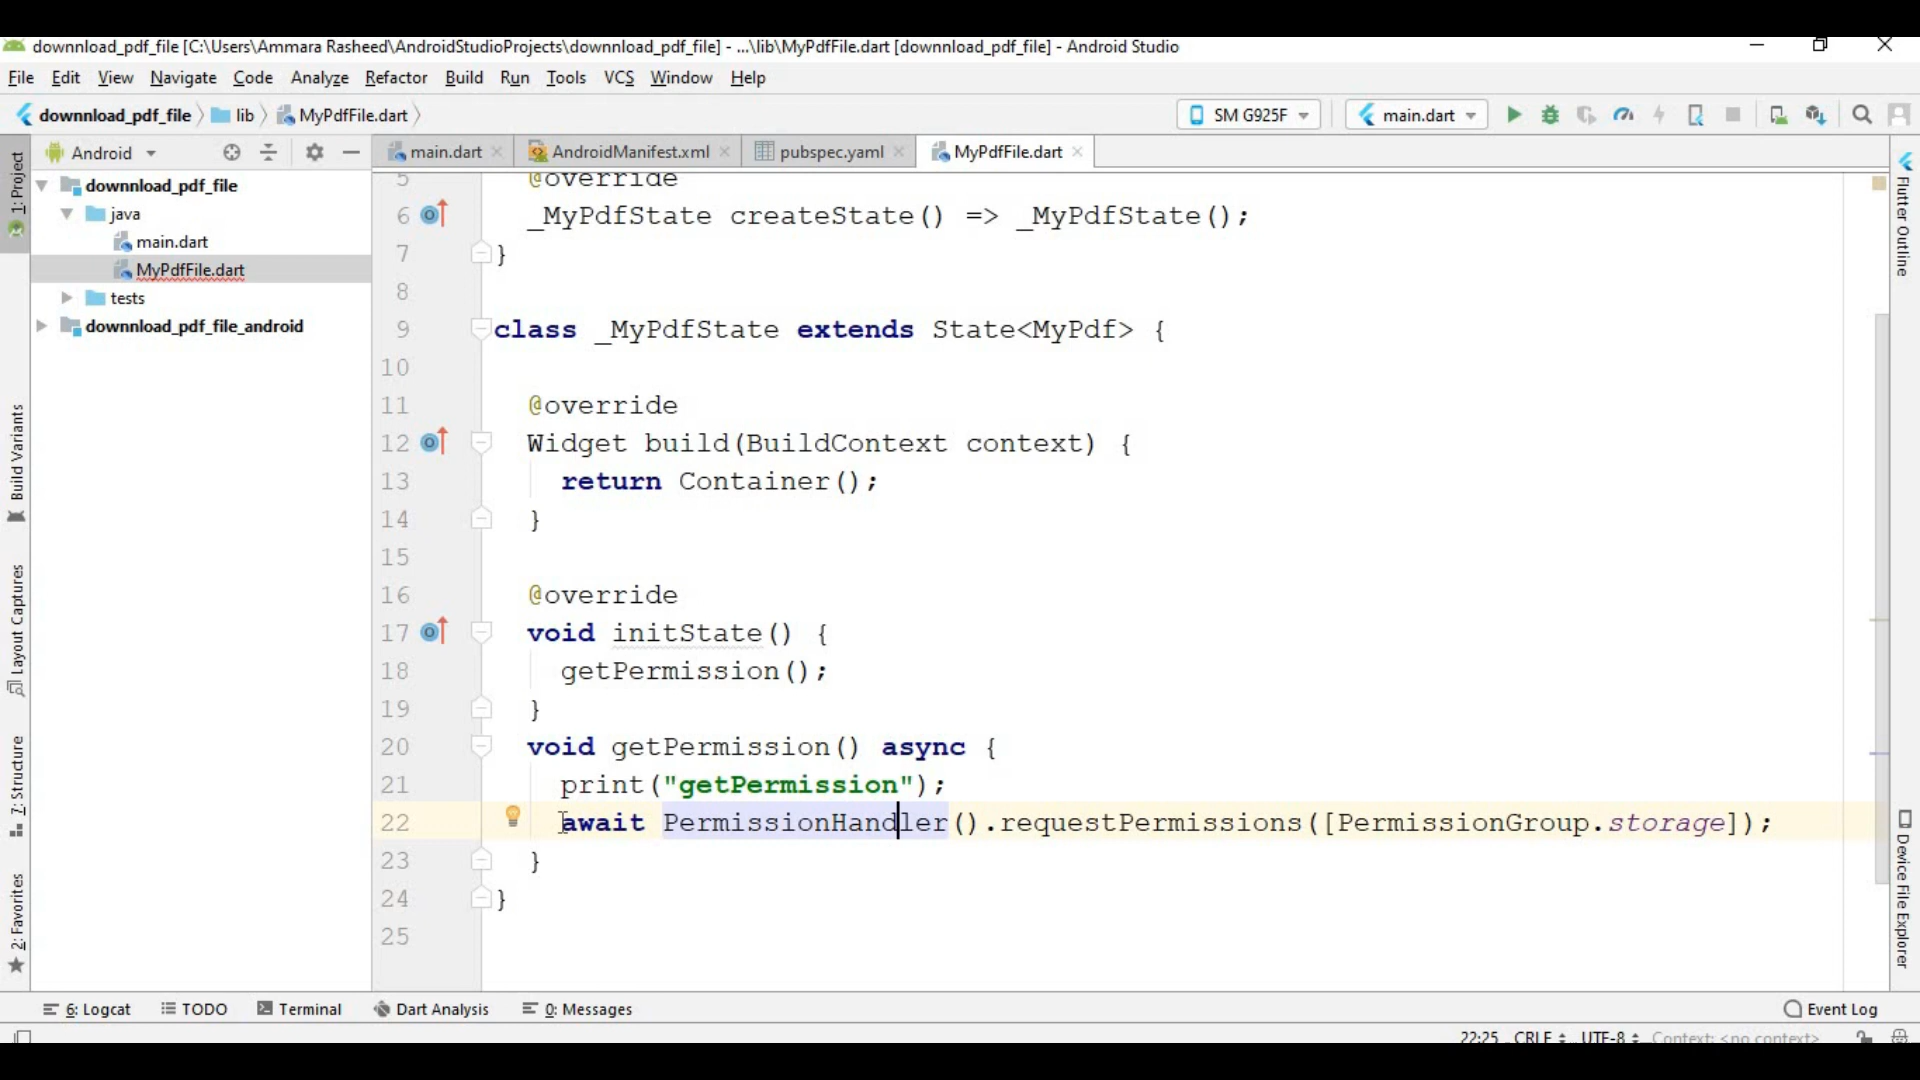 downnload_pdf_file [C:\Users\Ammara Rasheed\AndroidStudioProjects\downnload_pdf_file] - ...\lib\MyPdfFile.dart [downnload_pdf_file] - Android Studio
File Edit View Navigate Code Analyze Refactor Build Run Tools VCS Window Help
downnload_pdf_file lib MyPdfFile.dart SM G925F main.dart
1: Project
Android
main.dart AndroidManifest.xml pubspec.yaml MyPdfFile.dart
downnload_pdf_file
java
main.dart
MyPdfFile.dart
tests
downnload_pdf_file_android
5 @override
6 _MyPdfState createState() => _MyPdfState();
7 }
8
9 class _MyPdfState extends State<MyPdf> {
10
11 @override
12 Widget build(BuildContext context) {
13 return Container();
14 }
15
16 @override
17 void initState() {
18 getPermission();
19 }
20 void getPermission() async {
21 print("getPermission");
22 await PermissionHandler().requestPermissions([PermissionGroup.storage]);
23 }
24 }
25
Build Variants
Layout Captures
7: Structure
2: Favorites
Flutter Outline
Device File Explorer
6: Logcat TODO Terminal Dart Analysis 0: Messages Event Log
22:25 CRLF UTF-8 Context: <no context>